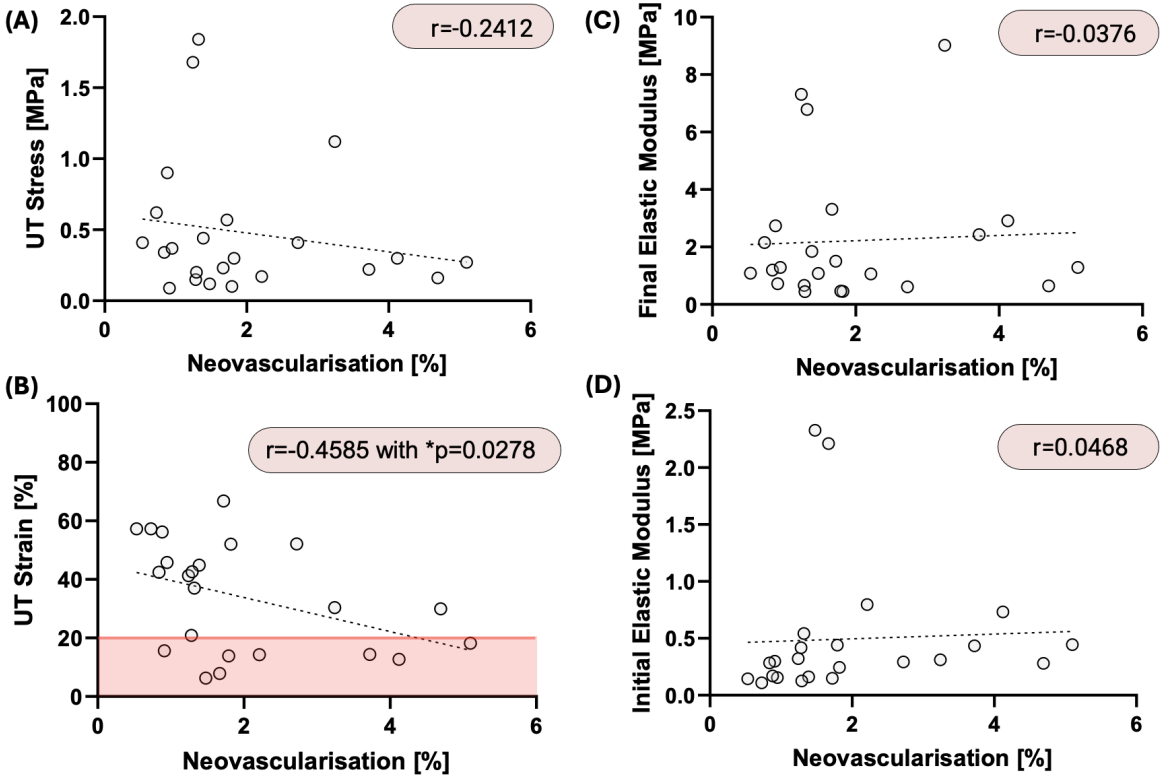 (A)
r=-0.2412
UT Stress [MPa]
2.0
1.5
1.0
0.5
0.0
0 2 4 6
Neovascularisation [%]
(C)
r=-0.0376
Final Elastic Modulus [MPa]
10
8
6
4
2
0
0 2 4 6
Neovascularisation [%]
(B)
r=-0.4585 with *p=0.0278
UT Strain [%]
100
80
60
40
20
0
0 2 4 6
Neovascularisation [%]
(D)
r=0.0468
Initial Elastic Modulus [MPa]
2.5
2.0
1.5
1.0
0.5
0.0
0 2 4 6
Neovascularisation [%]